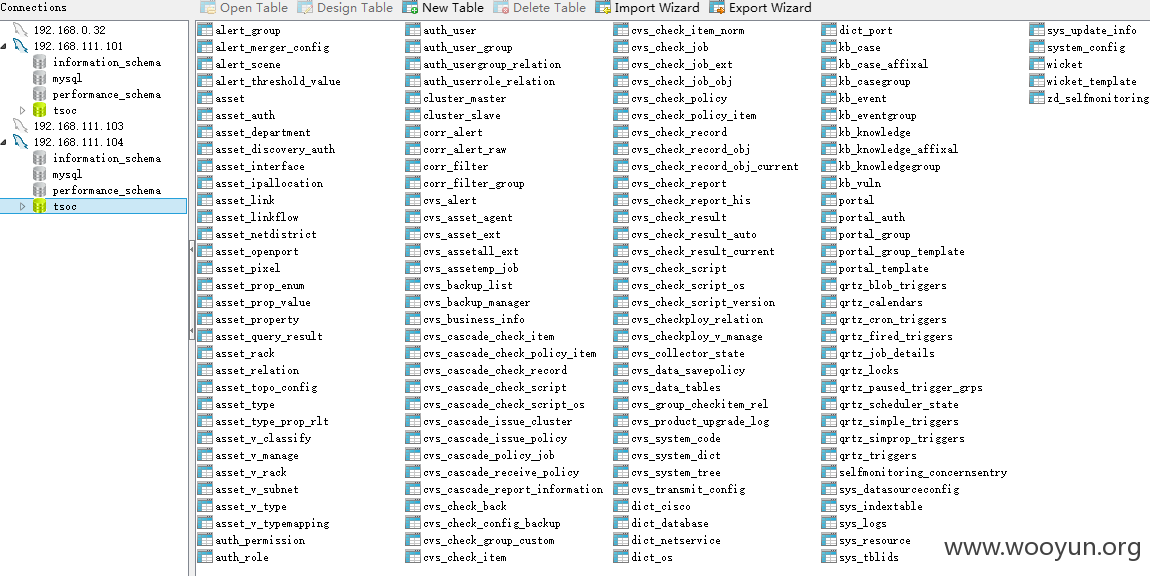 Connections
Open Table Design Table New Table Delete Table Import Wizard Export Wizard
192.168.0.32
192.168.111.101
information_schema
mysql
performance_schema
tsoc
192.168.111.103
192.168.111.104
information_schema
mysql
performance_schema
tsoc
alert_group
alert_merger_config
alert_scene
alert_threshold_value
asset
asset_auth
asset_department
asset_discovery_auth
asset_interface
asset_ipallocation
asset_link
asset_linkflow
asset_netdistrict
asset_openport
asset_pixel
asset_prop_enum
asset_prop_value
asset_property
asset_query_result
asset_rack
asset_relation
asset_topo_config
asset_type
asset_type_prop_rlt
asset_v_classify
asset_v_manage
asset_v_rack
asset_v_subnet
asset_v_type
asset_v_typemapping
auth_permission
auth_role
auth_user
auth_user_group
auth_usergroup_relation
auth_userrole_relation
cluster_master
cluster_slave
corr_alert
corr_alert_raw
corr_filter
corr_filter_group
cvs_alert
cvs_asset_agent
cvs_asset_ext
cvs_assetall_ext
cvs_assetemp_job
cvs_backup_list
cvs_backup_manager
cvs_business_info
cvs_cascade_check_item
cvs_cascade_check_policy_item
cvs_cascade_check_record
cvs_cascade_check_script
cvs_cascade_check_script_os
cvs_cascade_issue_cluster
cvs_cascade_issue_policy
cvs_cascade_policy_job
cvs_cascade_receive_policy
cvs_cascade_report_information
cvs_check_back
cvs_check_config_backup
cvs_check_group_custom
cvs_check_item
cvs_check_item_norm
cvs_check_job
cvs_check_job_ext
cvs_check_job_obj
cvs_check_policy
cvs_check_policy_item
cvs_check_record
cvs_check_record_obj
cvs_check_record_obj_current
cvs_check_report
cvs_check_report_his
cvs_check_result
cvs_check_result_auto
cvs_check_result_current
cvs_check_script
cvs_check_script_os
cvs_check_script_version
cvs_checkploy_relation
cvs_checkploy_v_manage
cvs_collector_state
cvs_data_savepolicy
cvs_data_tables
cvs_group_checkitem_rel
cvs_product_upgrade_log
cvs_system_code
cvs_system_dict
cvs_system_tree
cvs_transmit_config
dict_cisco
dict_database
dict_netservice
dict_os
dict_port
kb_case
kb_case_affixal
kb_casegroup
kb_event
kb_eventgroup
kb_knowledge
kb_knowledge_affixal
kb_knowledgegroup
kb_vuln
portal
portal_auth
portal_group
portal_group_template
portal_template
qrtz_blob_triggers
qrtz_calendars
qrtz_cron_triggers
qrtz_fired_triggers
qrtz_job_details
qrtz_locks
qrtz_paused_trigger_grps
qrtz_scheduler_state
qrtz_simple_triggers
qrtz_simprop_triggers
qrtz_triggers
selfmonitoring_concernsentry
sys_datasourceconfig
sys_indextable
sys_logs
sys_resource
sys_tblids
sys_update_info
system_config
wicket
wicket_template
zd_selfmonitoring
www.wooyun.org